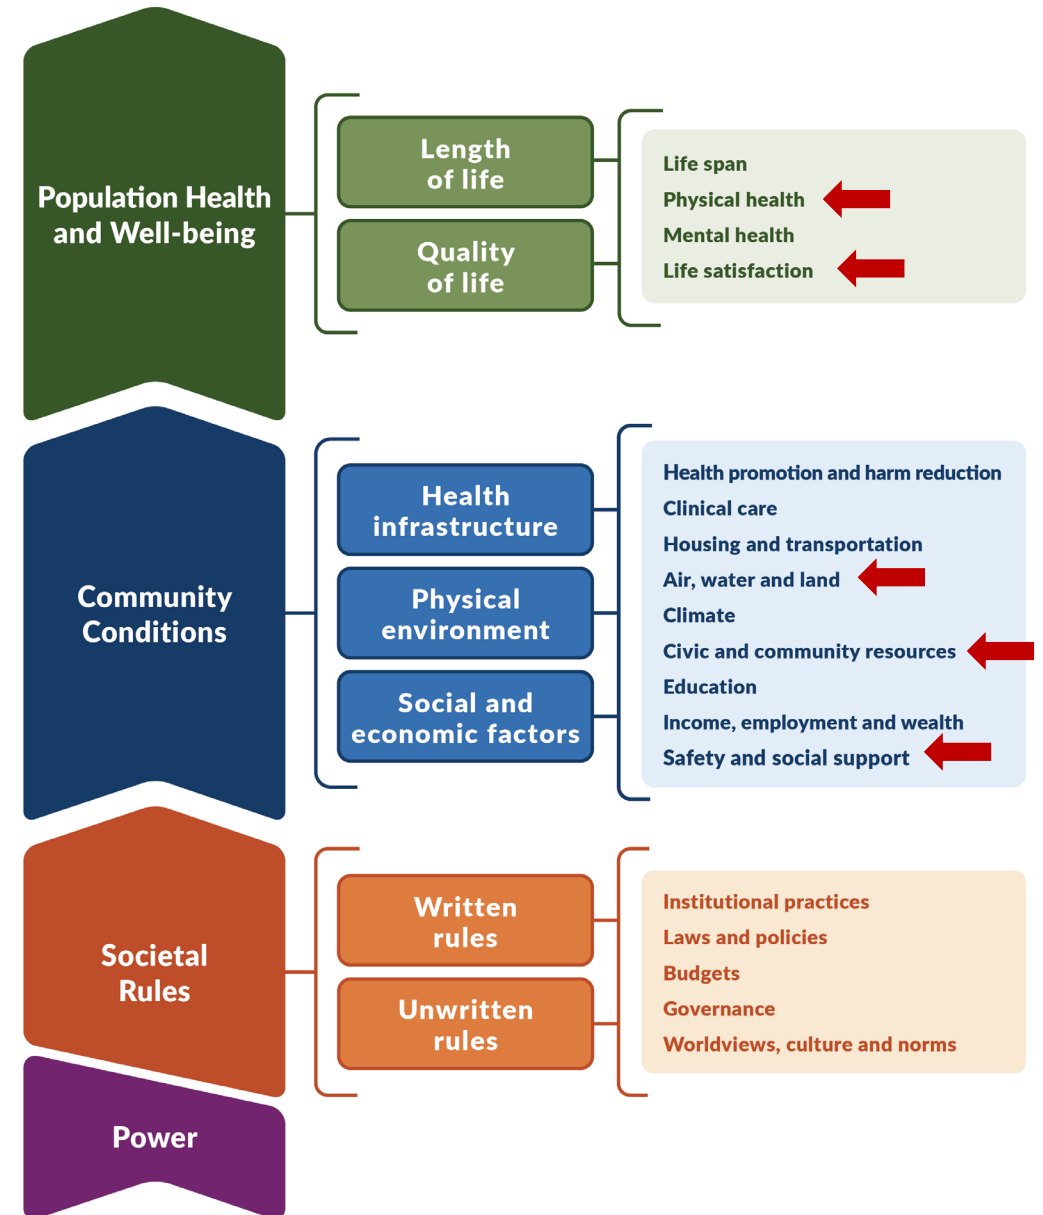 Population Health
and Well-being
Length
of life
Quality
of life
Life span
Physical health
Mental health
Life satisfaction
Community
Conditions
Health
infrastructure
Physical
environment
Social and
economic factors
Health promotion and harm reduction
Clinical care
Housing and transportation
Air, water and land
Climate
Civic and community resources
Education
Income, employment and wealth
Safety and social support
Societal
Rules
Written
rules
Unwritten
rules
Institutional practices
Laws and policies
Budgets
Governance
Worldviews, culture and norms
Power